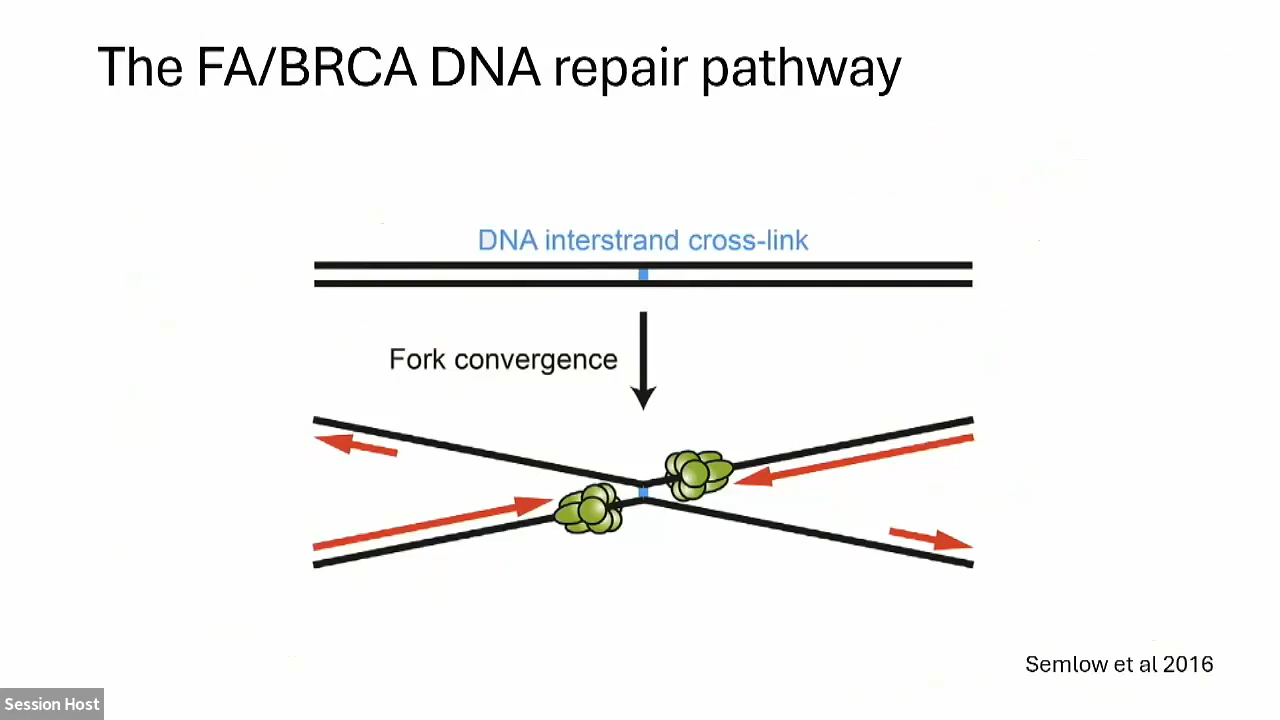 The FA/BRCA DNA repair pathway
DNA interstrand cross-link
Fork convergence
Semlow et al 2016
Session Host